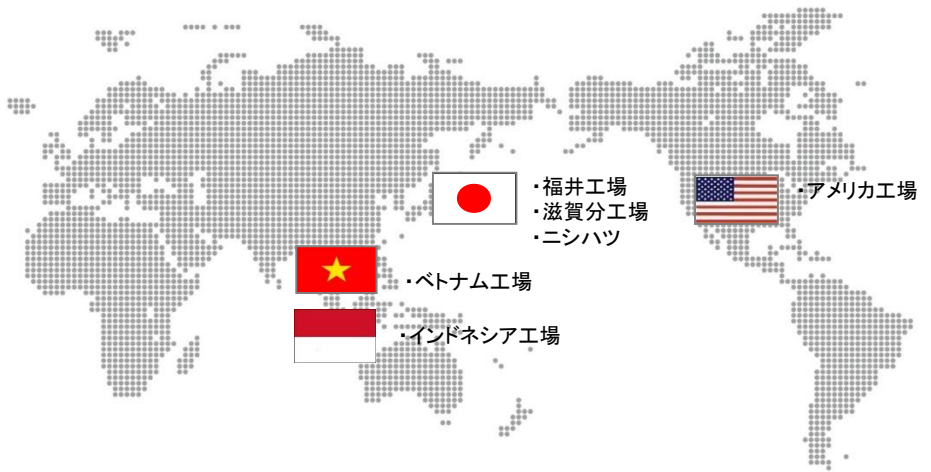 ・福井工場
・滋賀分工場
・ニシハツ
・アメリカ工場
・ベトナム工場
・インドネシア工場